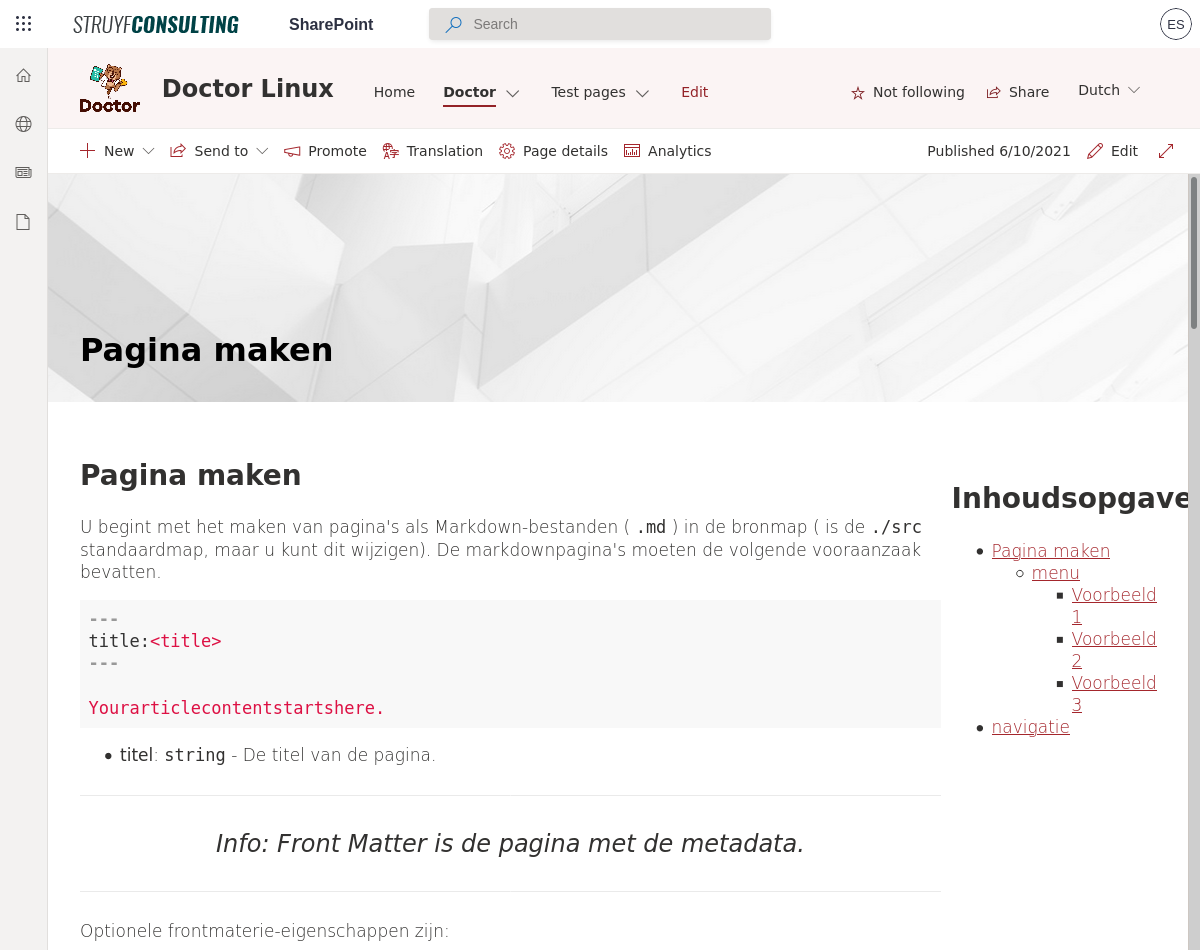 STRUYFCONSULTING SharePoint Search ES
Doctor
Doctor Linux Home Doctor Test pages Edit Not following Share Dutch
New Send to Promote Translation Page details Analytics Published 6/10/2021 Edit
Pagina maken
Pagina maken
U begint met het maken van pagina's als Markdown-bestanden ( .md ) in de bronmap ( is de ./src
standaardmap, maar u kunt dit wijzigen). De markdownpagina's moeten de volgende vooraanzaak
bevatten.
---
title:<title>
---
Yourarticlecontentstartshere.
• titel: string - De titel van de pagina.
Info: Front Matter is de pagina met de metadata.
Optionele frontmaterie-eigenschappen zijn:
Inhoudsopgave
• Pagina maken
○ menu
▪ Voorbeeld
1
▪ Voorbeeld
2
▪ Voorbeeld
3
• navigatie